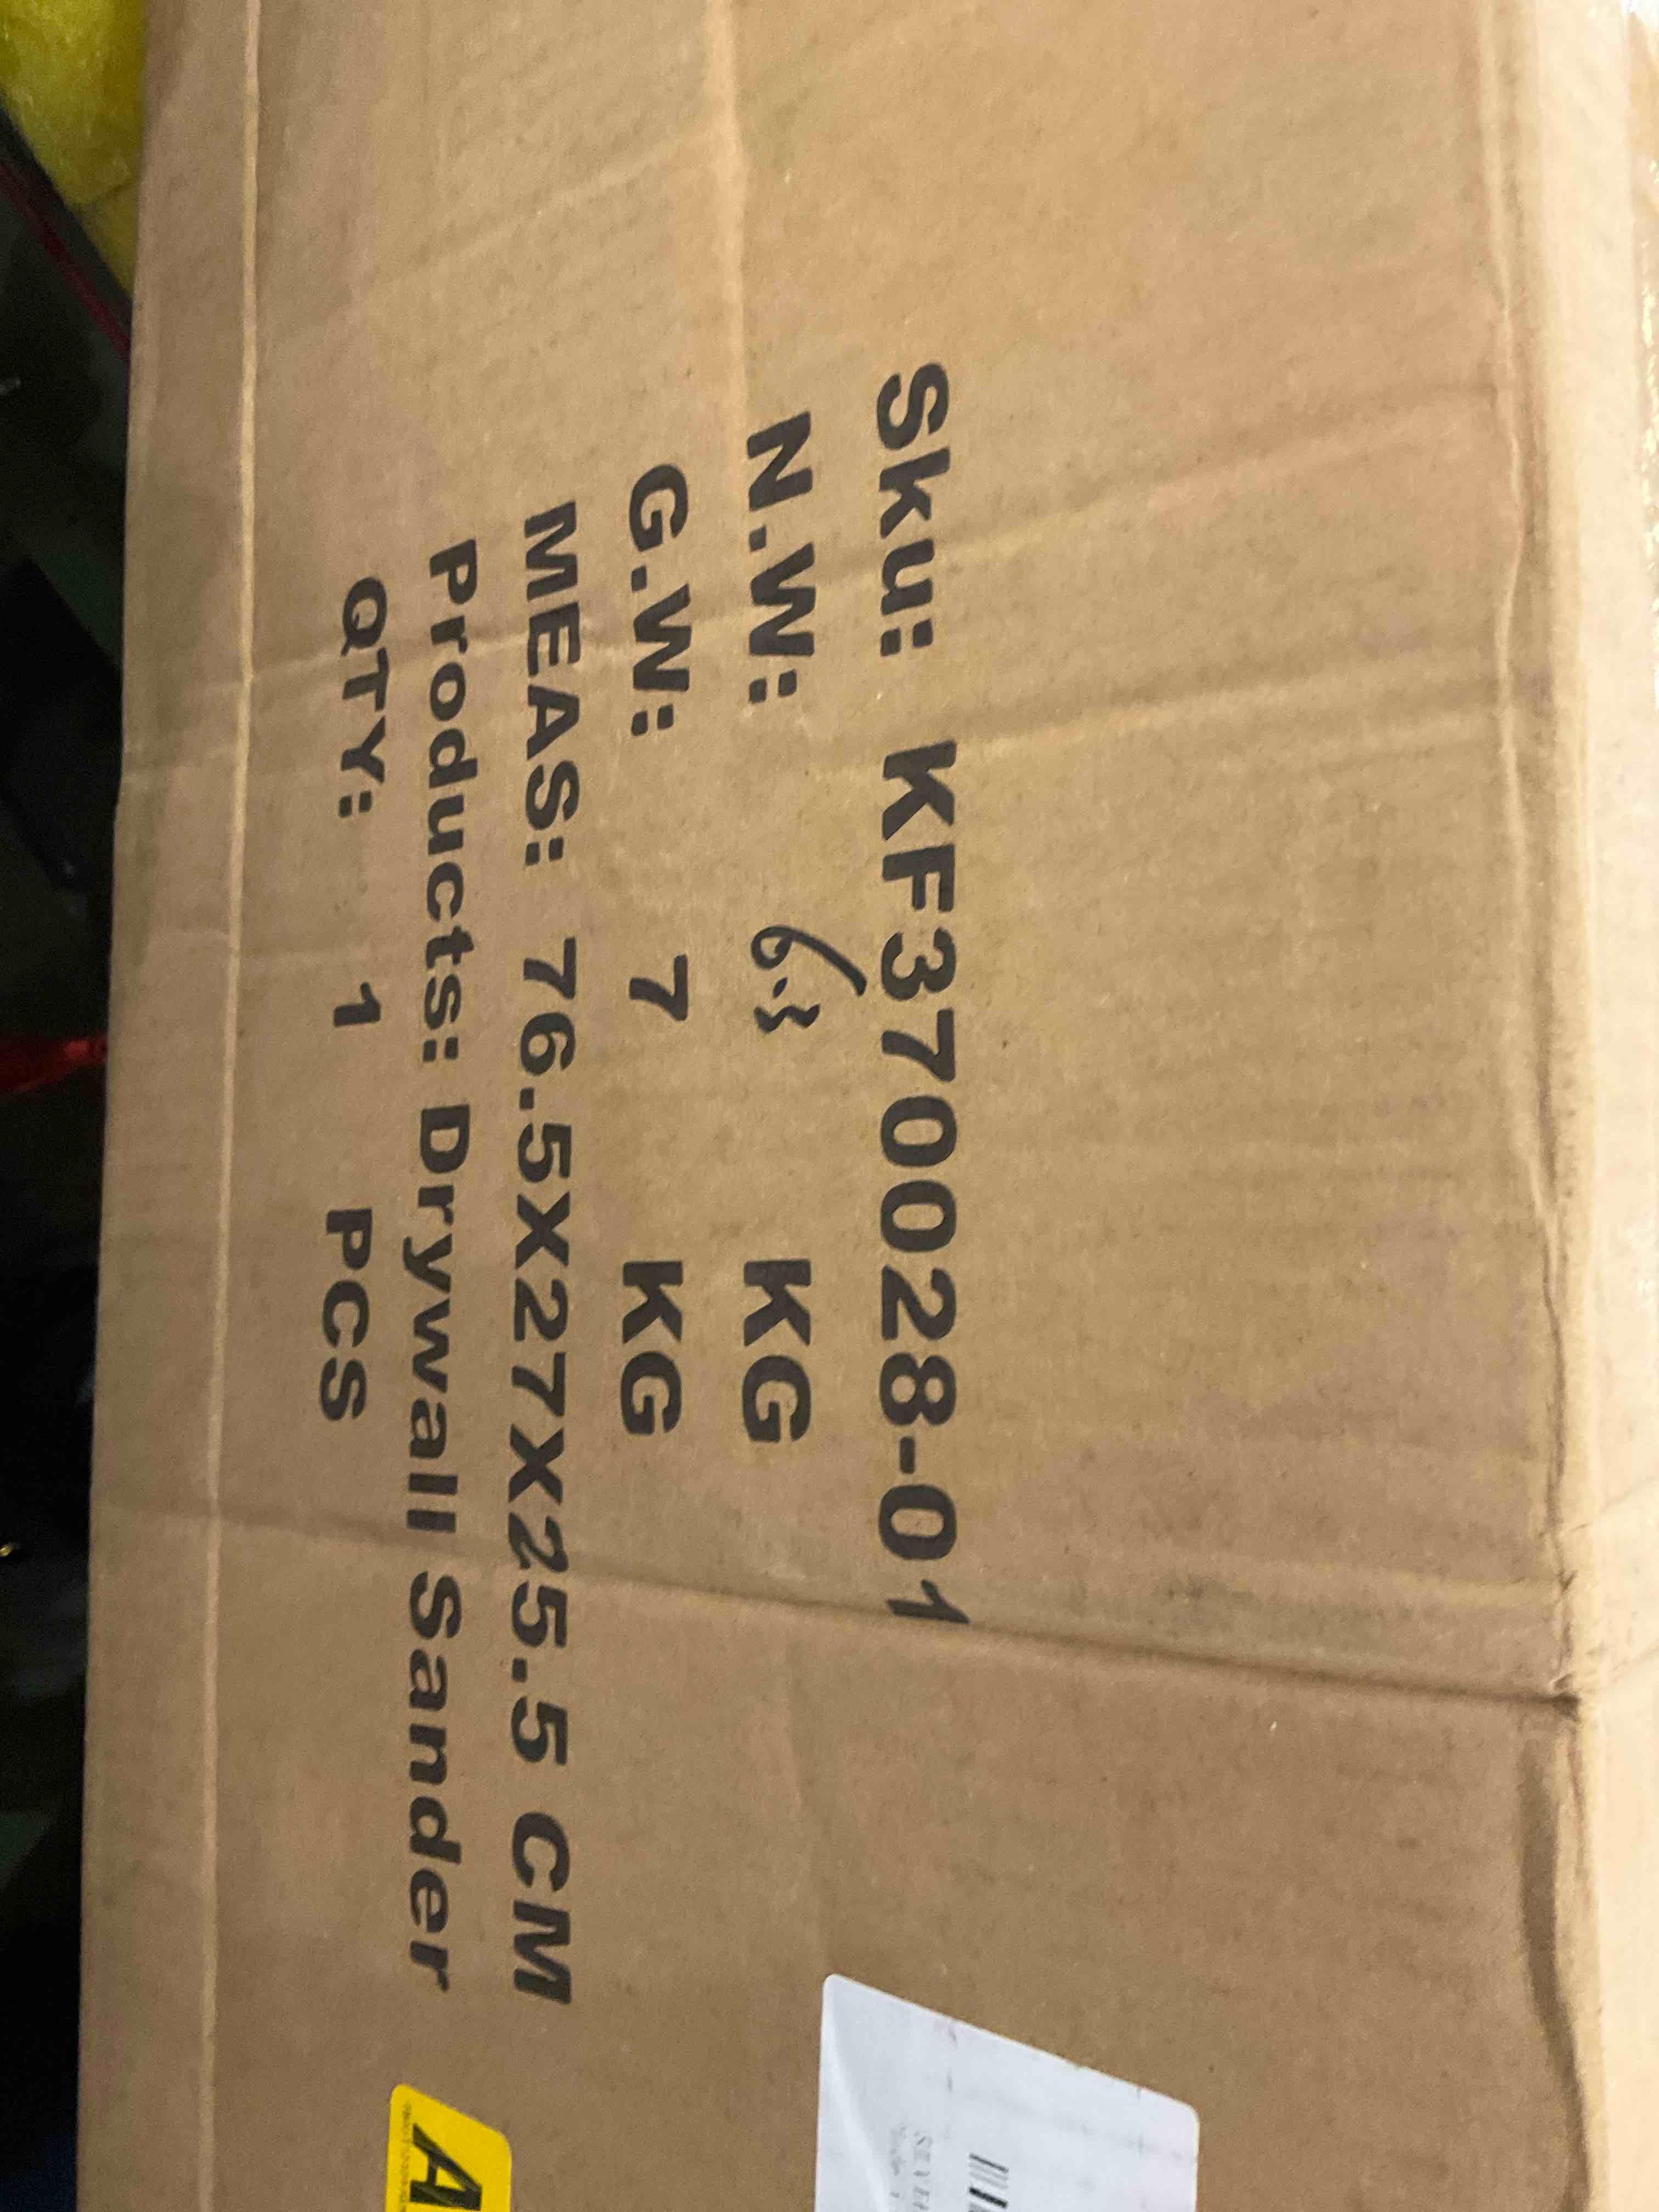 Sku: KF370028-01
N.W: 6.3 KG
G.W: 7 KG
MEAS: 76.5X27X25.5 CM
Products: Drywall Sander
QTY: 1 PCS
A